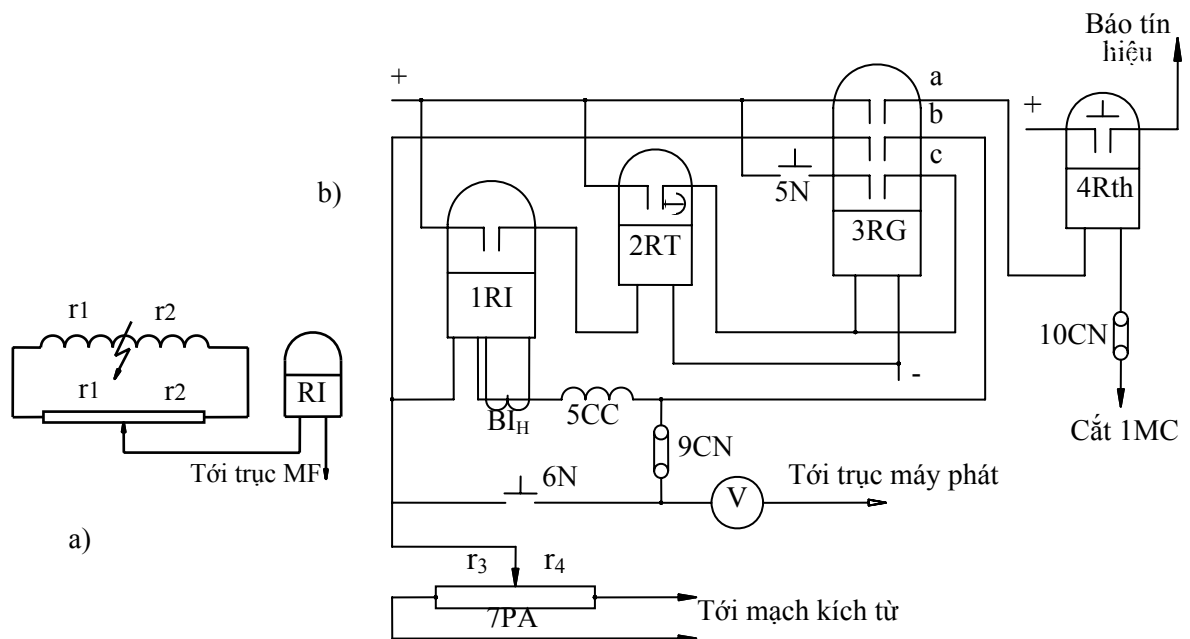 Báo tín
hiệu
+
a
b
c
+
5N
4Rth
b)
2RT
3RG
1RI
r1 r2
r1 r2
RI
10CN
-
BIH
5CC
9CN
Cắt 1MC
Tới trục MF
6N
V
Tới trục máy phát
a)
r3 r4
7PA
Tới mạch kích từ